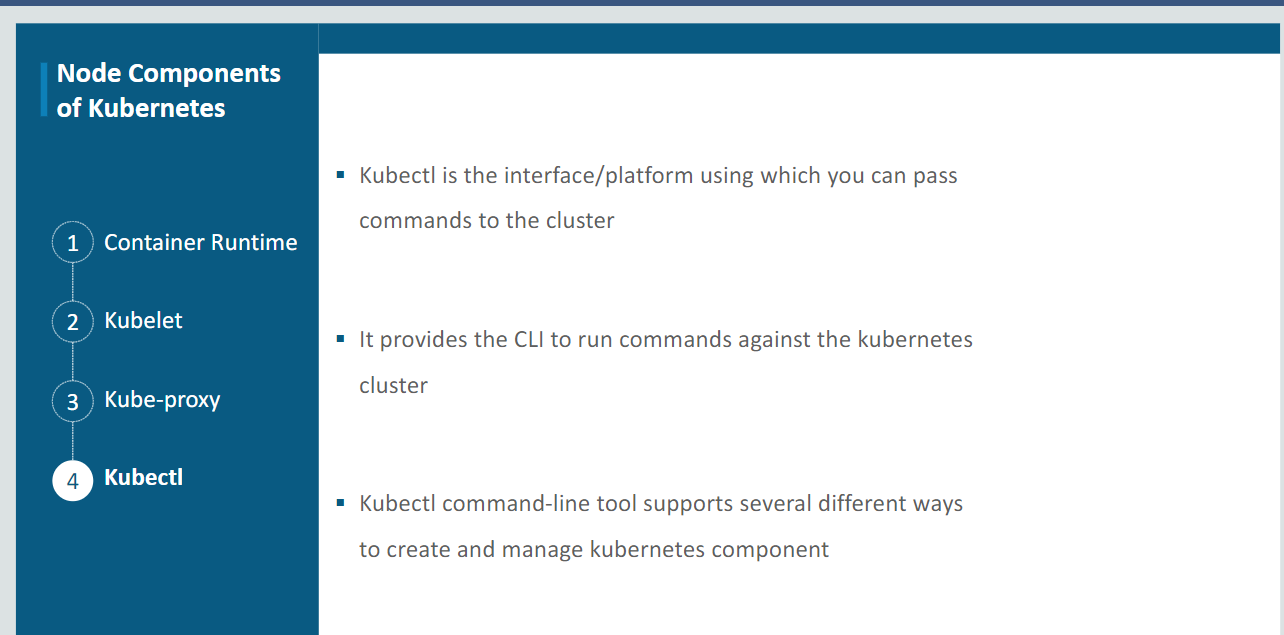 Node Components
of Kubernetes
1 Container Runtime
2 Kubelet
3 Kube-proxy
4 Kubectl
▪ Kubectl is the interface/platform using which you can pass
commands to the cluster
▪ It provides the CLI to run commands against the kubernetes
cluster
▪ Kubectl command-line tool supports several different ways
to create and manage kubernetes component